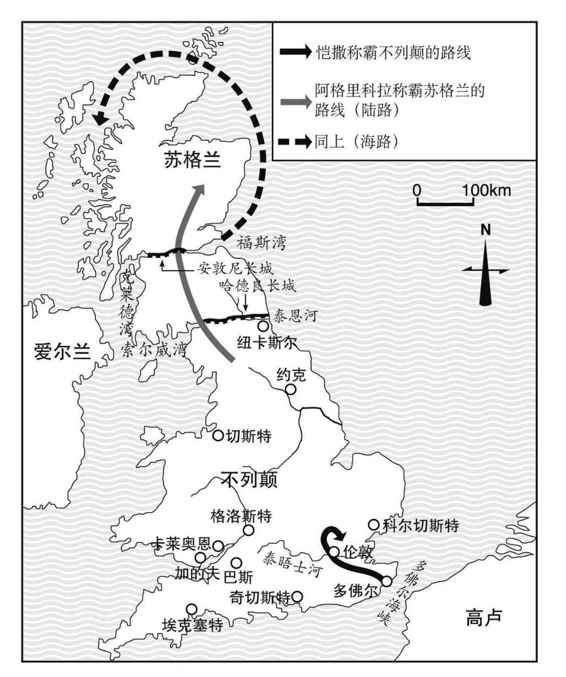 恺撒称霸不列颠的路线
阿格里科拉称霸苏格兰的
路线（陆路）
同上（海路）
0 100km
N
苏格兰
福斯湾
安敦尼长城
哈德良长城
克莱德湾
泰恩河
纽卡斯尔
索尔威湾
爱尔兰
约克
切斯特
不列颠
格洛斯特
科尔切斯特
卡莱奥恩
伦敦
泰晤士河
加的夫
巴斯
多佛尔
多佛尔海峡
奇切斯特
埃克塞特
高卢